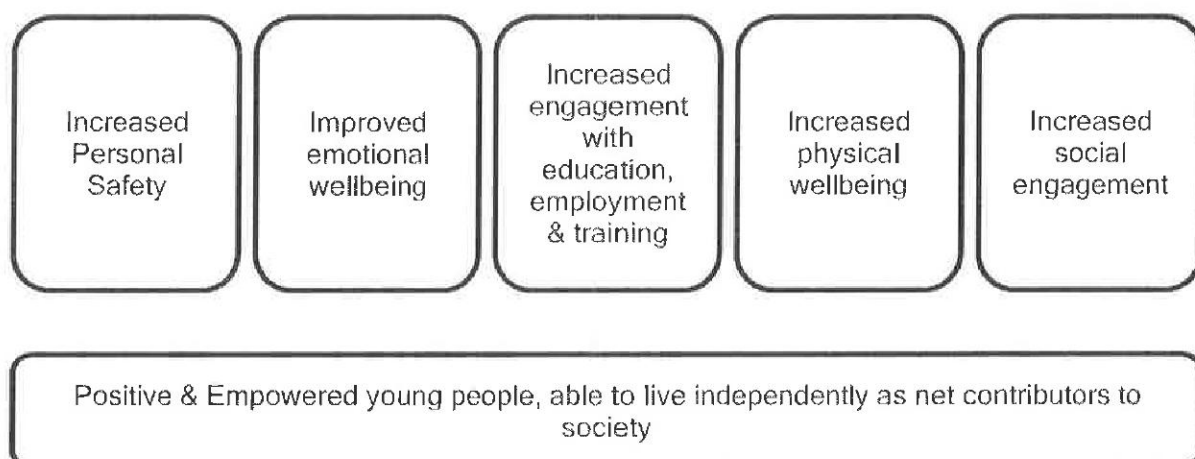 Increased
Personal
Safety
Improved
emotional
wellbeing
Increased
engagement
with
education,
employment
& training
Increased
physical
wellbeing
Increased
social
engagement
Positive & Empowered young people, able to live independently as net contributors to
society